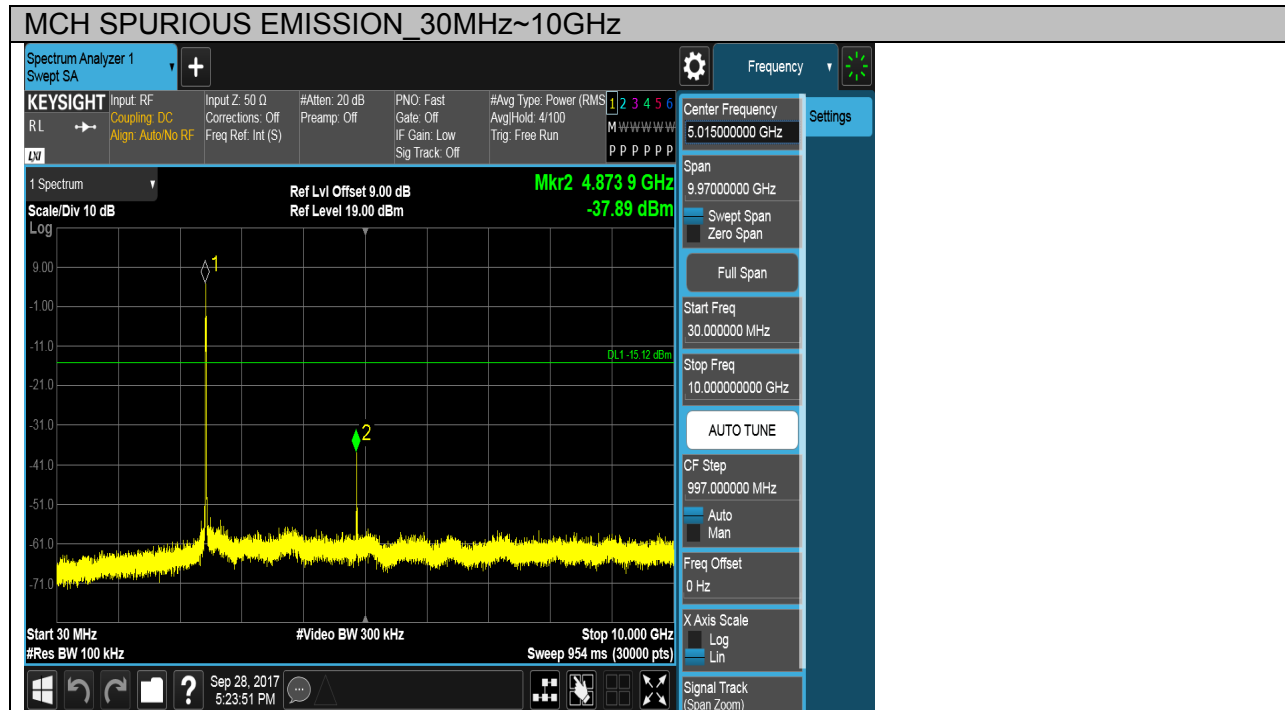 MCH SPURIOUS EMISSION_30MHz~10GHz
Spectrum Analyzer 1
Swept SA
+
Frequency
KEYSIGHT
RL
LXI
Input: RF
Coupling: DC
Align: Auto/No RF
Input Z: 50 Ω
Corrections: Off
Freq Ref: Int (S)
#Atten: 20 dB
Preamp: Off
PNO: Fast
Gate: Off
IF Gain: Low
Sig Track: Off
#Avg Type: Power (RMS
Avg|Hold: 4/100
Trig: Free Run
1 2 3 4 5 6
M W W W W W
P P P P P P
1 Spectrum
Scale/Div 10 dB
Log
Ref Lvl Offset 9.00 dB
Ref Level 19.00 dBm
Mkr2 4.873 9 GHz
-37.89 dBm
9.00
-1.00
-11.0
-21.0
-31.0
-41.0
-51.0
-61.0
-71.0
1
DL1 -15.12 dBm
2
Start 30 MHz
#Res BW 100 kHz
#Video BW 300 kHz
Stop 10.000 GHz
Sweep 954 ms (30000 pts)
Center Frequency
5.015000000 GHz
Span
9.97000000 GHz
Swept Span
Zero Span
Full Span
Start Freq
30.000000 MHz
Stop Freq
10.000000000 GHz
AUTO TUNE
CF Step
997.000000 MHz
Auto
Man
Freq Offset
0 Hz
X Axis Scale
Log
Lin
Signal Track
(Span Zoom)
Settings
?
Sep 28, 2017
5:23:51 PM